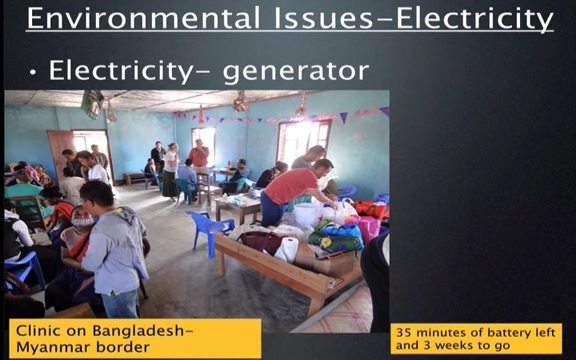 Environmental Issues-Electricity
• Electricity- generator
Clinic on Bangladesh-
Myanmar border
35 minutes of battery left
and 3 weeks to go